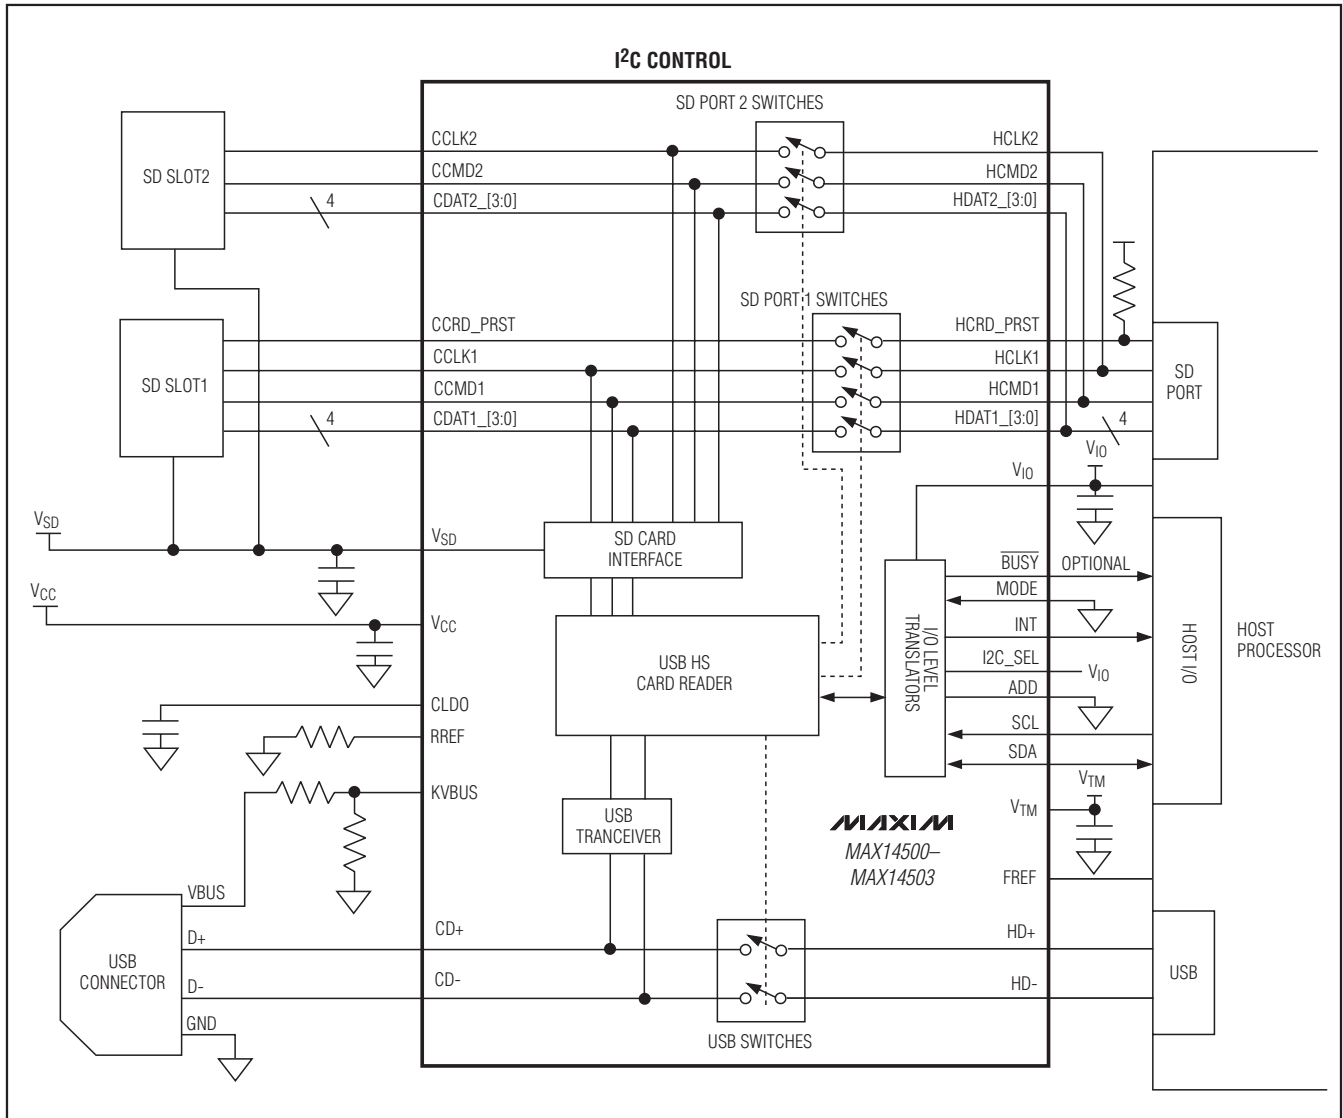 I2C CONTROL
SD PORT 2 SWITCHES
SD SLOT2
CCLK2
HCLK2
CCMD2
HCMD2
4
CDAT2_[3:0]
HDAT2_[3:0]
SD PORT 1 SWITCHES
SD SLOT1
CCRD_PRST
HCRD_PRST
CCLK1
HCLK1
CCMD1
HCMD1
4
CDAT1_[3:0]
HDAT1_[3:0]
4
SD
PORT
VIO
VIO
VSD
VSD
SD CARD
INTERFACE
BUSY
OPTIONAL
MODE
VCC
VCC
INT
USB HS
CARD READER
I/O LEVEL
TRANSLATORS
I2C_SEL
VIO
HOST I/O
HOST
PROCESSOR
ADD
CLDO
SCL
RREF
SDA
KVBUS
VTM
VTM
USB
TRANCEIVER
MAXIM
MAX14500–
MAX14503
FREF
VBUS
D+
CD+
HD+
USB
CONNECTOR
D-
CD-
HD-
USB
GND
USB SWITCHES